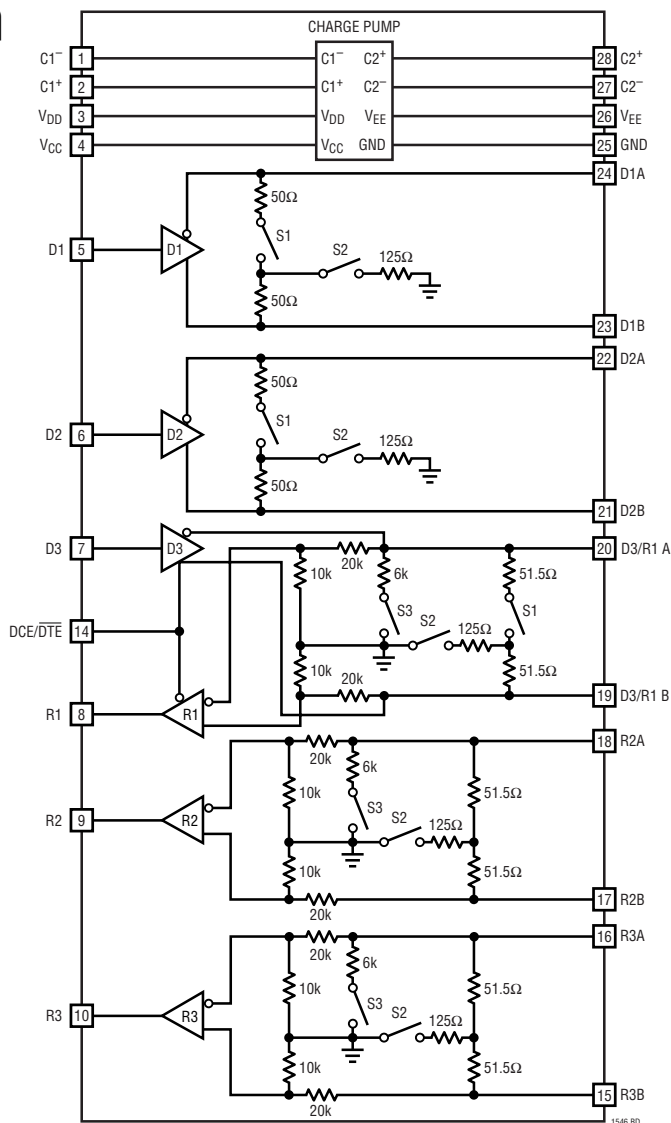 CHARGE PUMP
C1⁻ 1 C1⁻ C2⁺ 28 C2⁺
C1⁺ 2 C1⁺ C2⁻ 27 C2⁻
VDD 3 VDD VEE 26 VEE
VCC 4 VCC GND 25 GND
24 D1A
50Ω
S1
D1 5 D1 S2 125Ω
50Ω
23 D1B
22 D2A
50Ω
S1
D2 6 D2 S2 125Ω
50Ω
21 D2B
D3 7 D3 20 D3/R1 A
20k
10k 6k 51.5Ω
S3 S2 S1
125Ω
DCE/DTE 14
10k 20k 51.5Ω
19 D3/R1 B
R1 8 R1
18 R2A
20k
6k
10k 51.5Ω
S3 S2
R2 9 R2 125Ω
10k 51.5Ω
17 R2B
20k
16 R3A
20k
6k
10k 51.5Ω
S3 S2
R3 10 R3 125Ω
10k 51.5Ω
15 R3B
20k
1546 BD